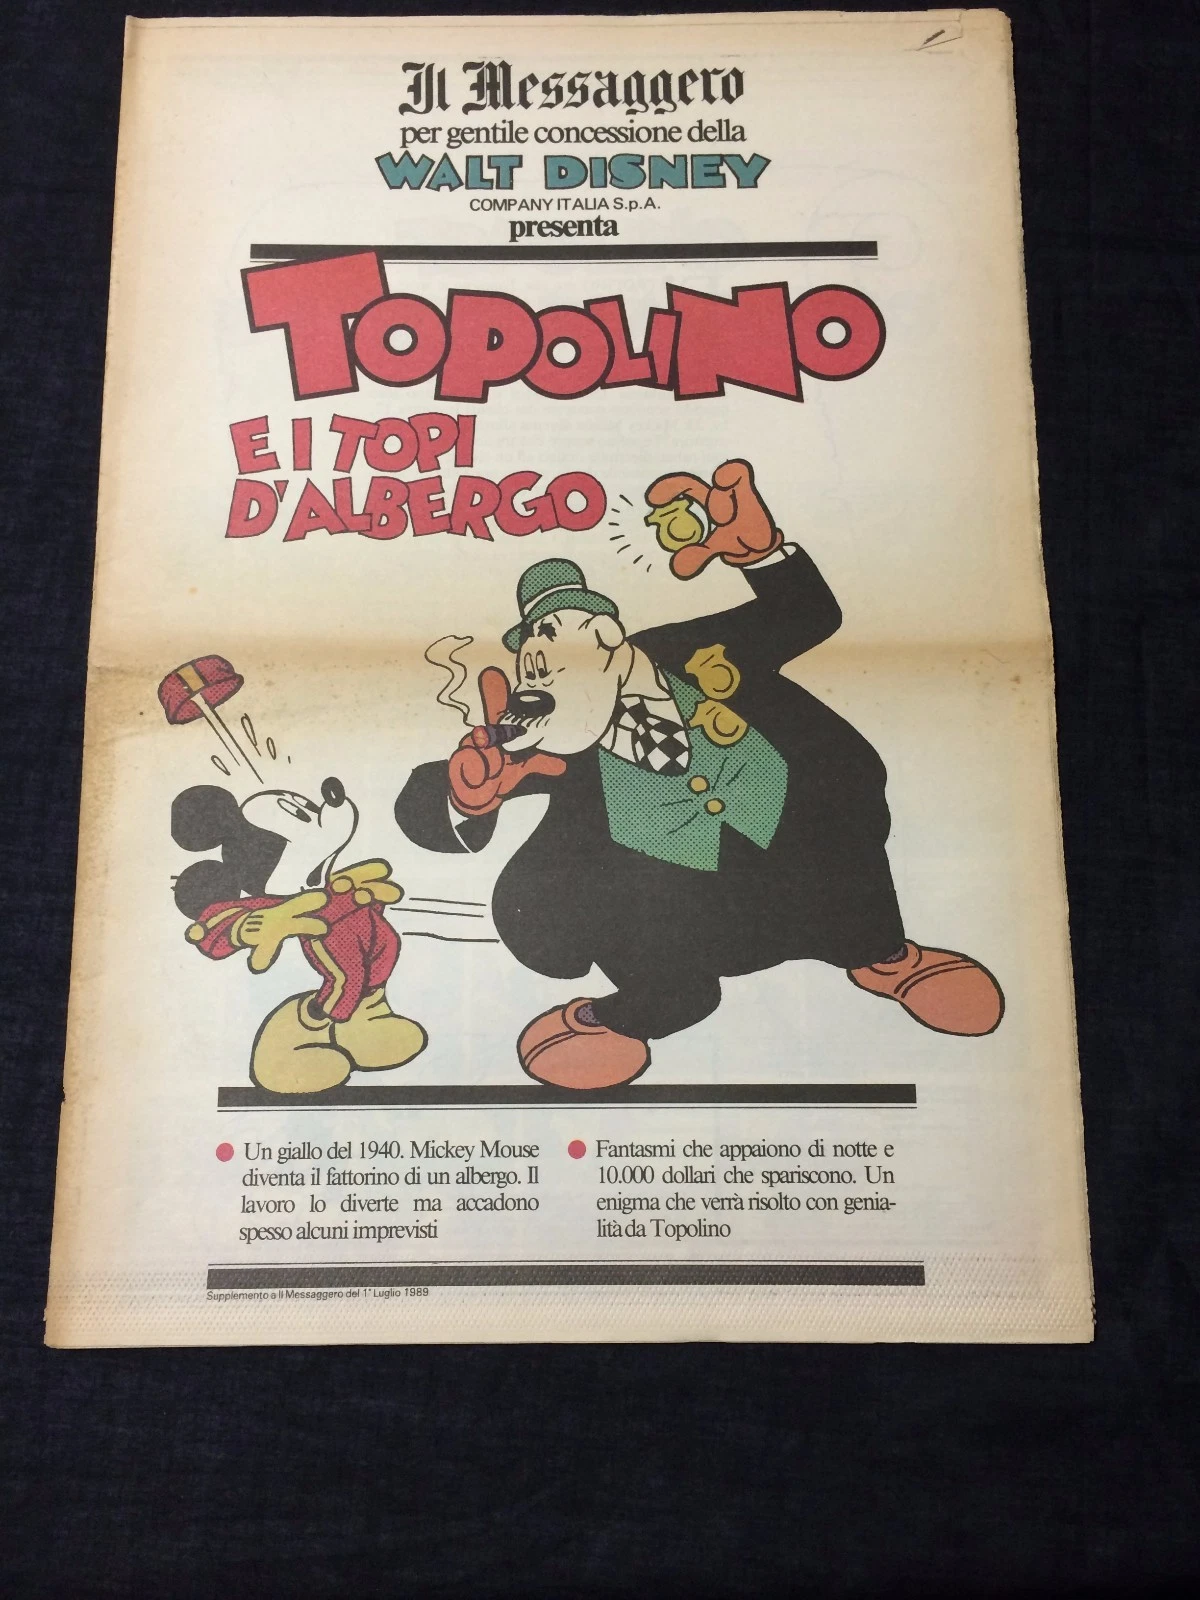 Il Messaggero
per gentile concessione della
WALT DISNEY
COMPANY ITALIA S.p.A.
presenta
TOPOLINO
E I TOPI
D'ALBERGO
Un giallo del 1940. Mickey Mouse
diventa il fattorino di un albergo. Il
lavoro lo diverte ma accadono
spesso alcuni imprevisti
Fantasmi che appaiono di notte e
10.000 dollari che spariscono. Un
enigma che verrà risolto con genia-
lità da Topolino
Supplemento a Il Messaggero del 1° Luglio 1989